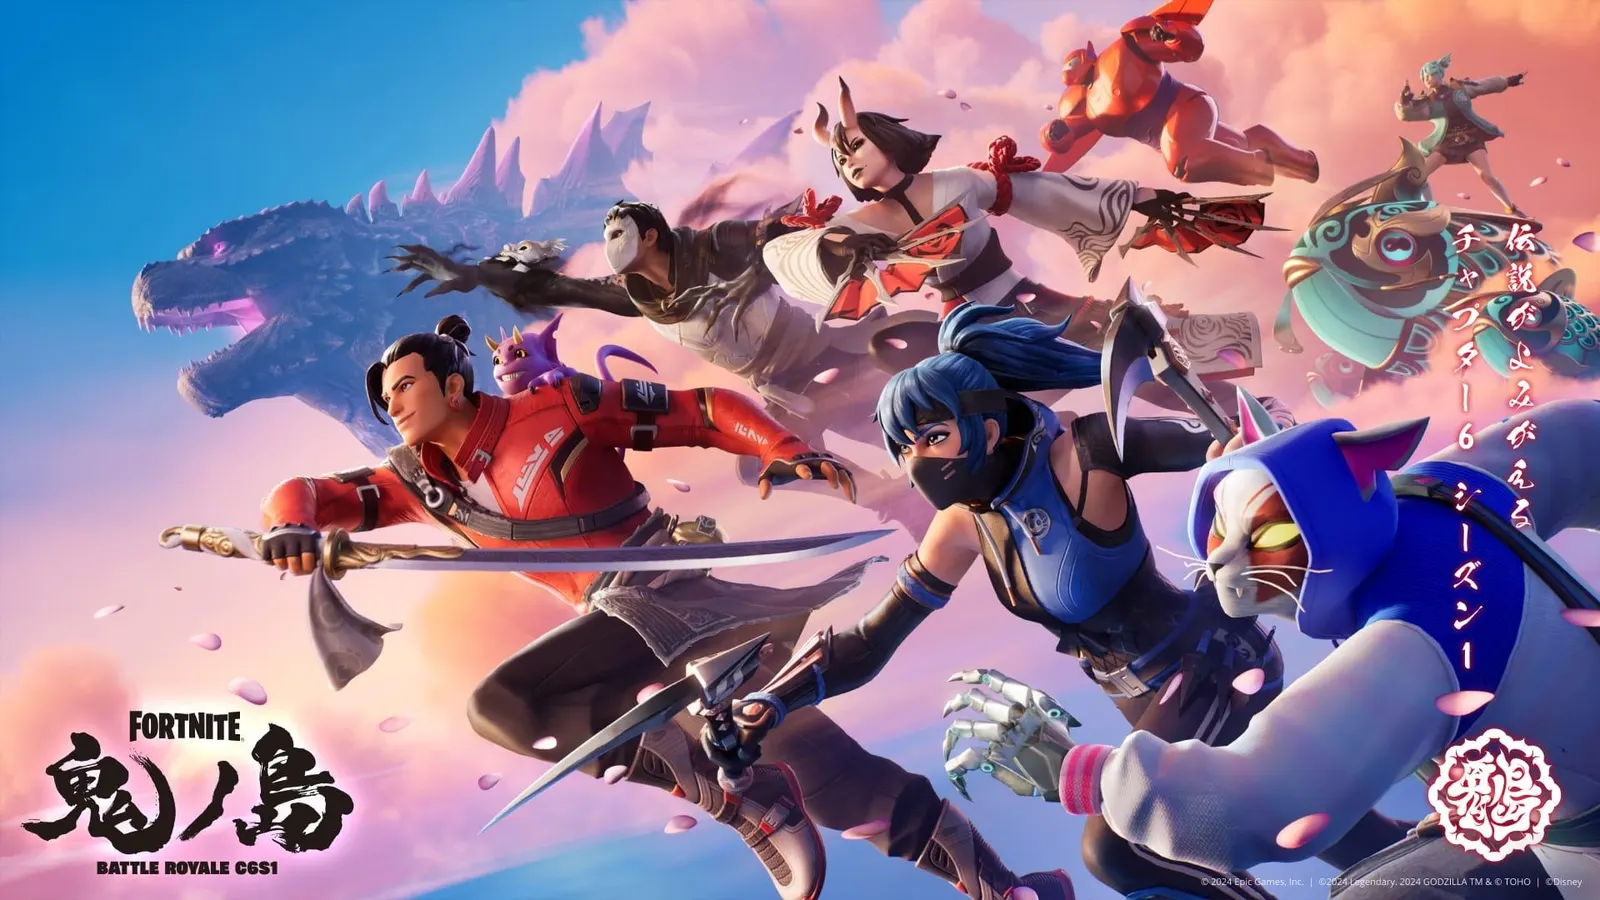 FORTNITE
鬼ノ島
BATTLE ROYALE C6S1
伝説がよみがえる
チャプター6 シーズン1
© 2024 Epic Games, Inc. | ©2024 Legendary. 2024 GODZILLA TM & © TOHO | ©Disney